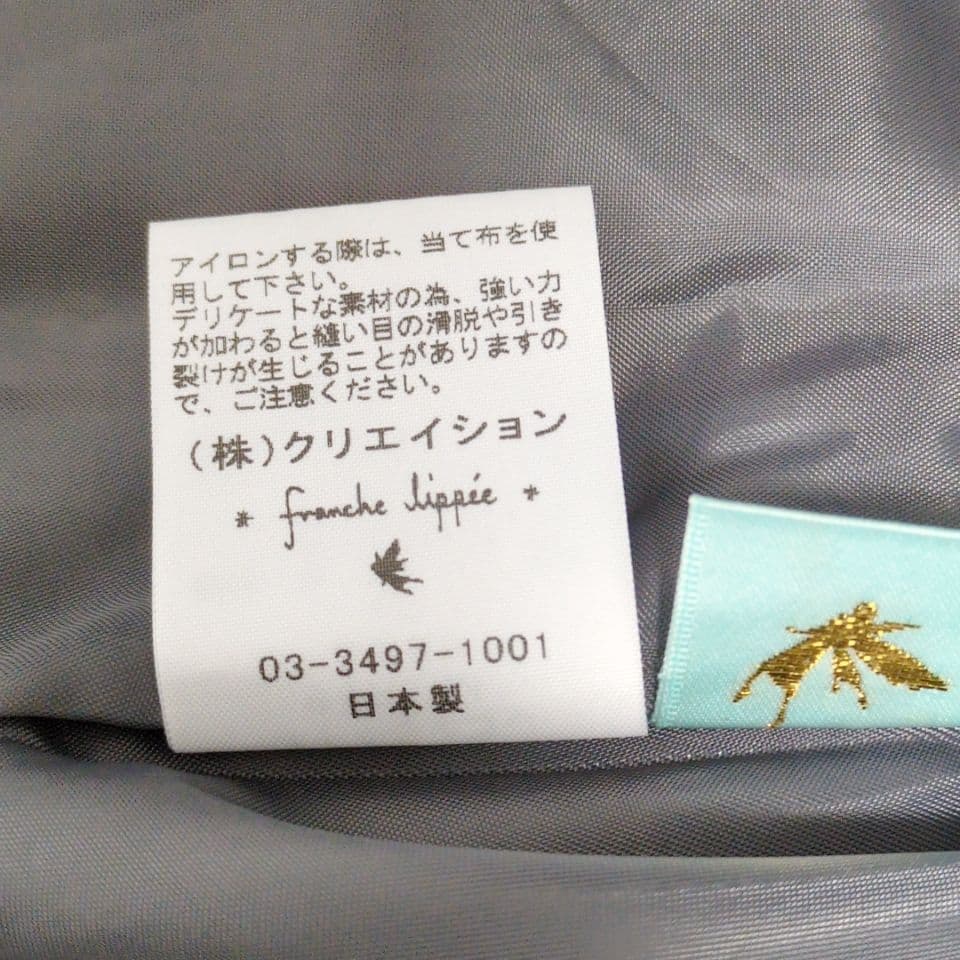 アイロンする際は、当て布を使
用して下さい。
デリケートな素材の為、強い力
が加わると縫い目の滑脱や引き
裂けが生じることがありますの
で、ご注意ください。
(株)クリエイション
* franche lippée *
03-3497-1001
日本製